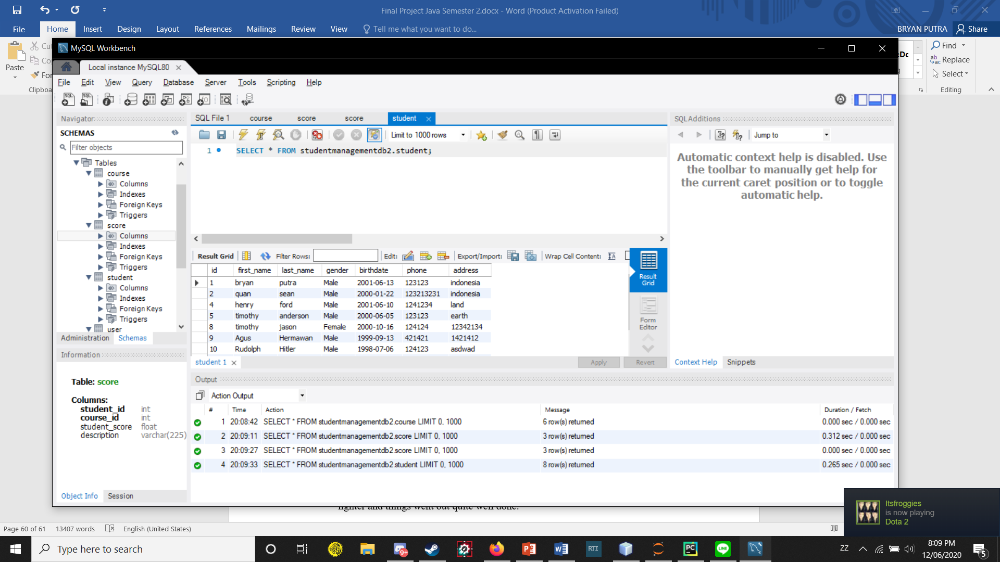 Final Project Java Semester 2.docx - Word (Product Activation Failed)
File Home Insert Design Layout References Mailings Review View Tell me what you want to do... BRYAN PUTRA Share
Paste
Clipboa
Find
Replace
Select
Editing
MySQL Workbench
Local instance MySQL80
File Edit View Query Database Server Tools Scripting Help
Navigator
SCHEMAS
Filter objects
Tables
course
Columns
Indexes
Foreign Keys
Triggers
score
Columns
Indexes
Foreign Keys
Triggers
student
Columns
Indexes
Foreign Keys
Triggers
user
Administration Schemas
Information
Table: score
Columns:
student_id int
course_id int
student_score float
description varchar(225)
Object Info Session
SQL File 1 course score score student
Limit to 1000 rows
1 SELECT * FROM studentmanagementdb2.student;
Result Grid Filter Rows: Edit: Export/Import: Wrap Cell Content:
id first_name last_name gender birthdate phone address
1 bryan putra Male 2001-06-13 123123 indonesia
2 quan sean Male 2000-01-22 123213231 indonesia
4 henry ford Male 2001-06-10 1241234 land
5 timothy anderson Male 2000-06-05 123123 earth
8 timothy jason Female 2000-10-16 124124 12342134
9 Agus Hermawan Male 1999-09-13 421421 1421412
10 Rudolph Hitler Male 1998-07-06 124123 asdwad
Result
Grid
Form
Editor
student 1 Apply Revert
SQLAdditions
Jump to
Automatic context help is disabled. Use
the toolbar to manually get help for
the current caret position or to toggle
automatic help.
Context Help Snippets
Output
Action Output
# Time Action Message Duration / Fetch
1 20:08:42 SELECT * FROM studentmanagementdb2.course LIMIT 0, 1000 6 row(s) returned 0.000 sec / 0.000 sec
2 20:09:11 SELECT * FROM studentmanagementdb2.score LIMIT 0, 1000 3 row(s) returned 0.312 sec / 0.000 sec
3 20:09:27 SELECT * FROM studentmanagementdb2.score LIMIT 0, 1000 3 row(s) returned 0.000 sec / 0.000 sec
4 20:09:33 SELECT * FROM studentmanagementdb2.student LIMIT 0, 1000 8 row(s) returned 0.265 sec / 0.000 sec
lighter and things went out quite well done.
Itsfroggies
is now playing
Dota 2
Page 60 of 61 13407 words English (United States)
Type here to search
9+
RTI
PC
LINE
ZZ
8:09 PM
12/06/2020
5